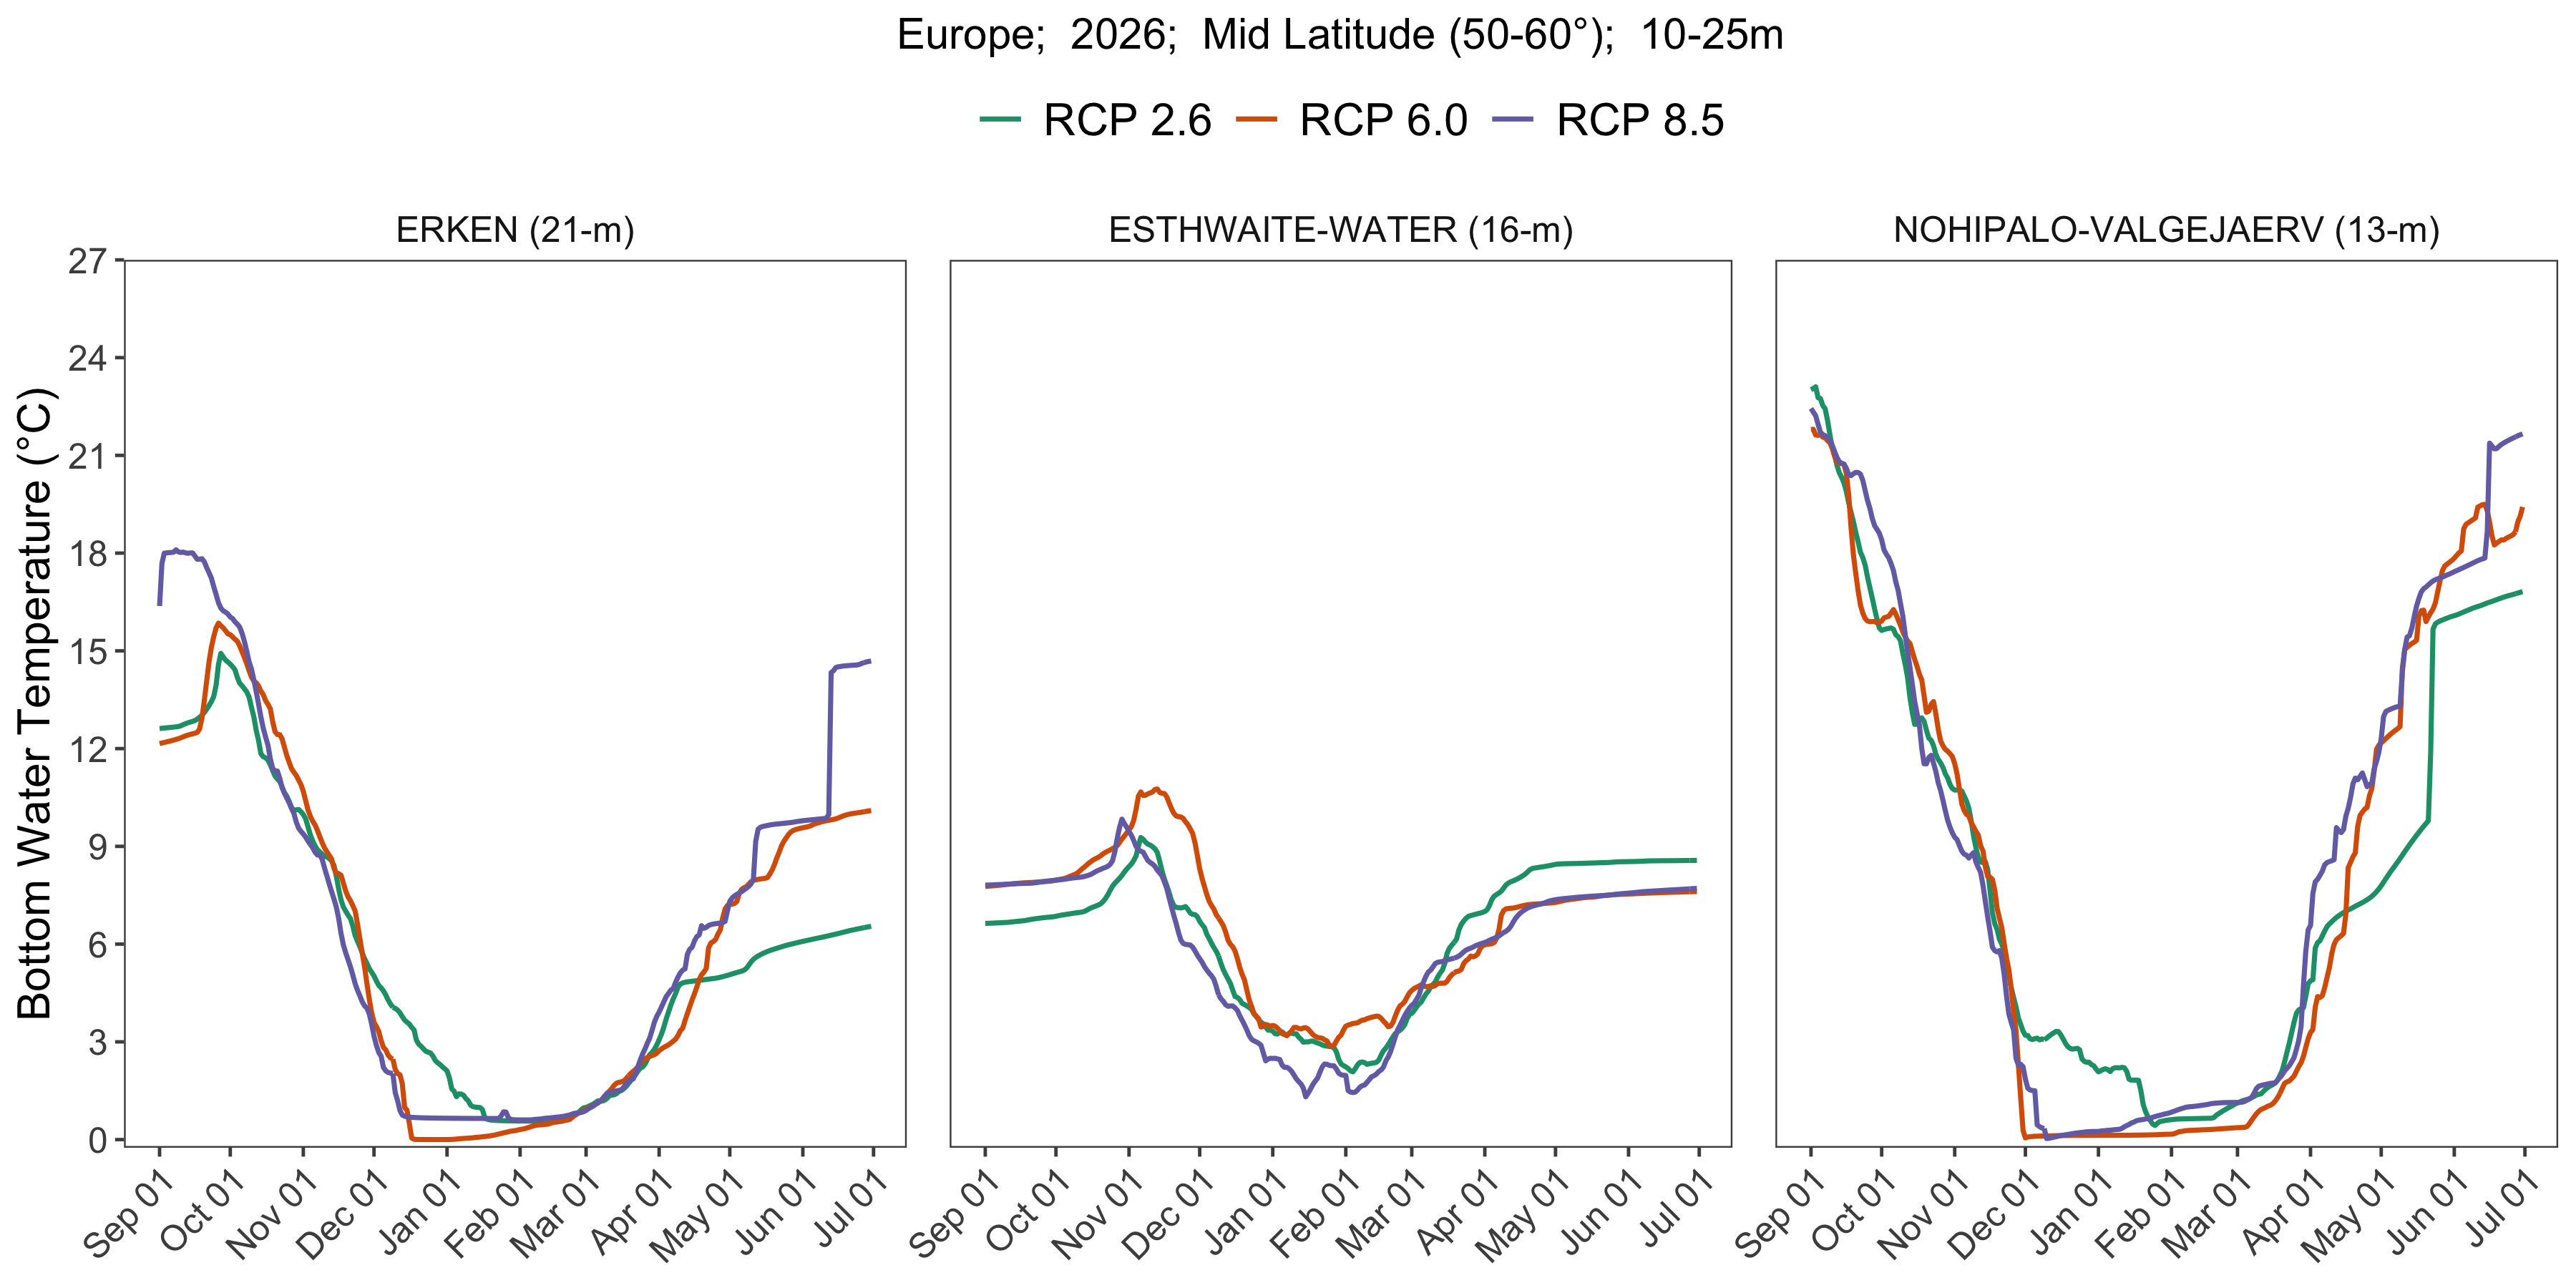 Europe;  2026;  Mid Latitude (50-60°);  10-25m
RCP 2.6 RCP 6.0 RCP 8.5
ERKEN (21-m) ESTHWAITE-WATER (16-m) NOHIPALO-VALGEJAERV (13-m)
Bottom Water Temperature (°C)
27
24
21
18
15
12
9
6
3
0
Sep 01 Oct 01 Nov 01 Dec 01 Jan 01 Feb 01 Mar 01 Apr 01 May 01 Jun 01 Jul 01 Sep 01 Oct 01 Nov 01 Dec 01 Jan 01 Feb 01 Mar 01 Apr 01 May 01 Jun 01 Jul 01 Sep 01 Oct 01 Nov 01 Dec 01 Jan 01 Feb 01 Mar 01 Apr 01 May 01 Jun 01 Jul 01